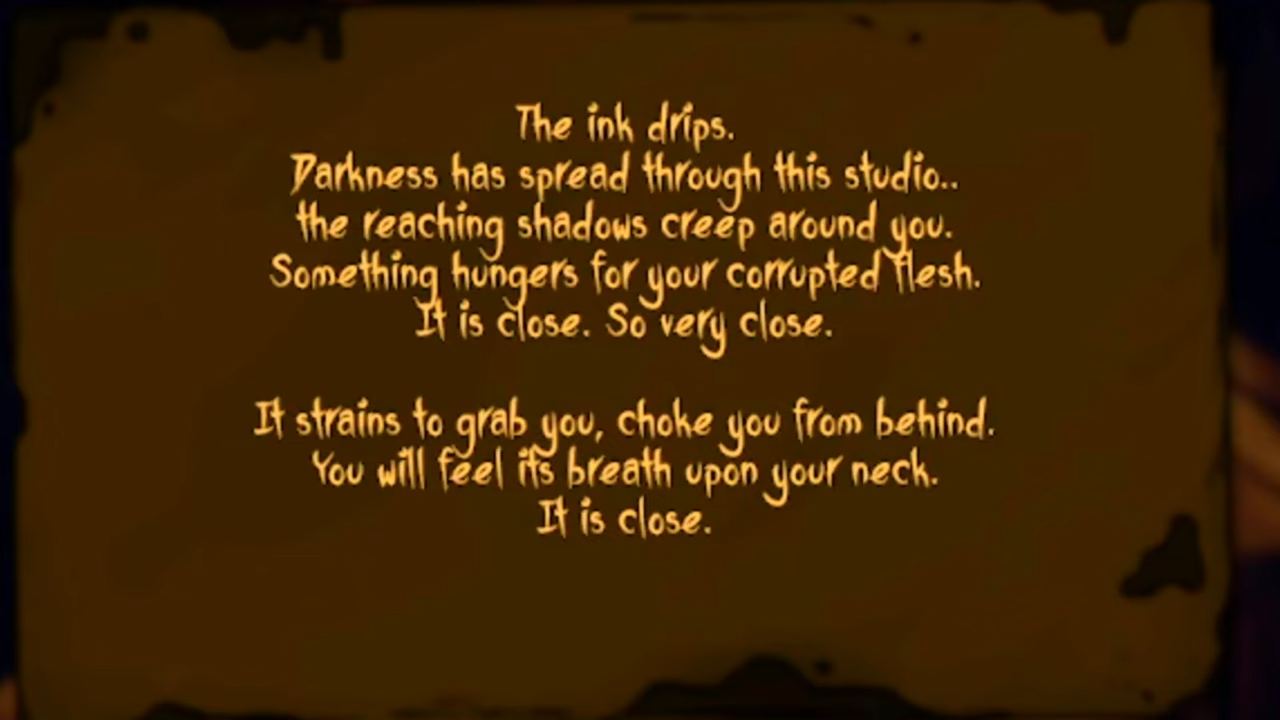 The ink drips.
Darkness has spread through this studio..
the reaching shadows creep around you.
Something hungers for your corrupted flesh.
It is close. So very close.
It strains to grab you, choke you from behind.
You will feel its breath upon your neck.
It is close.